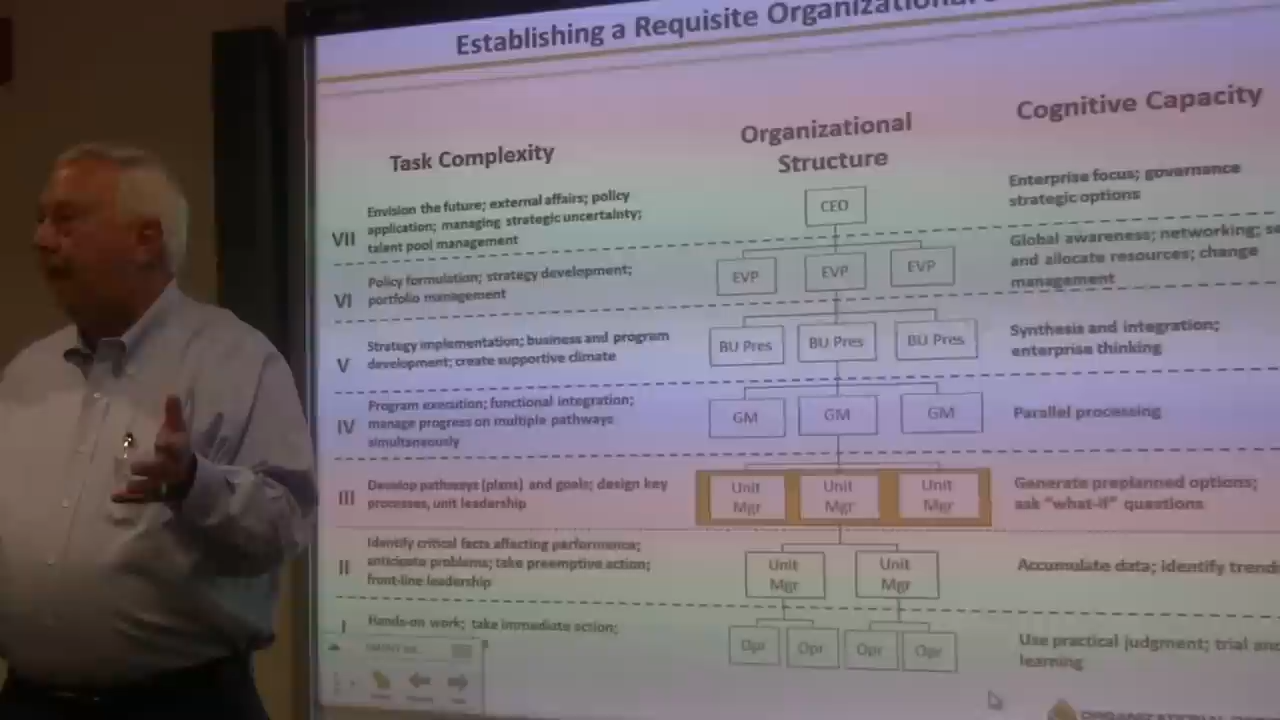 Establishing a Requisite Organizational
Task Complexity
Organizational
Structure
Cognitive Capacity
VII
Envision the future; external affairs; policy
application; managing strategic uncertainty;
talent pool management
CEO
Enterprise focus; governance
strategic options
VI
Policy formulation; strategy development;
portfolio management
EVP EVP EVP
Global awareness; networking;
and allocate resources; change
management
V
Strategy implementation; business and program
development; create supportive climate
BU Pres BU Pres BU Pres
Synthesis and integration;
enterprise thinking
IV
Program execution; functional integration;
manage progress on multiple pathways
simultaneously
GM GM GM
Parallel processing
III
Develop pathways (plans) and goals; design key
processes, unit leadership
Unit Unit Unit
Mgr Mgr Mgr
Generate preplanned options;
ask "what-if" questions
II
Identify critical facts affecting performance;
anticipate problems; take preemptive action;
front-line leadership
Unit Unit
Mgr Mgr
Accumulate data; identify trend
I
Hands-on work; take immediate action;
Opr Opr Opr Opr
Use practical judgment; trial and
learning